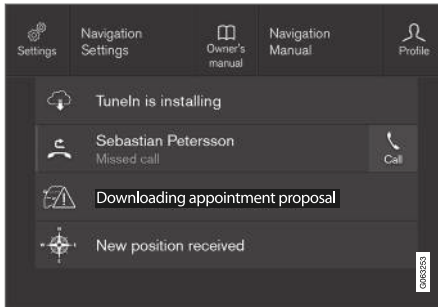 Settings
Navigation
Settings
Owner's
manual
Navigation
Manual
Profile
TuneIn is installing
Sebastian Petersson
Missed call
Call
Downloading appointment proposal
New position received
G063253